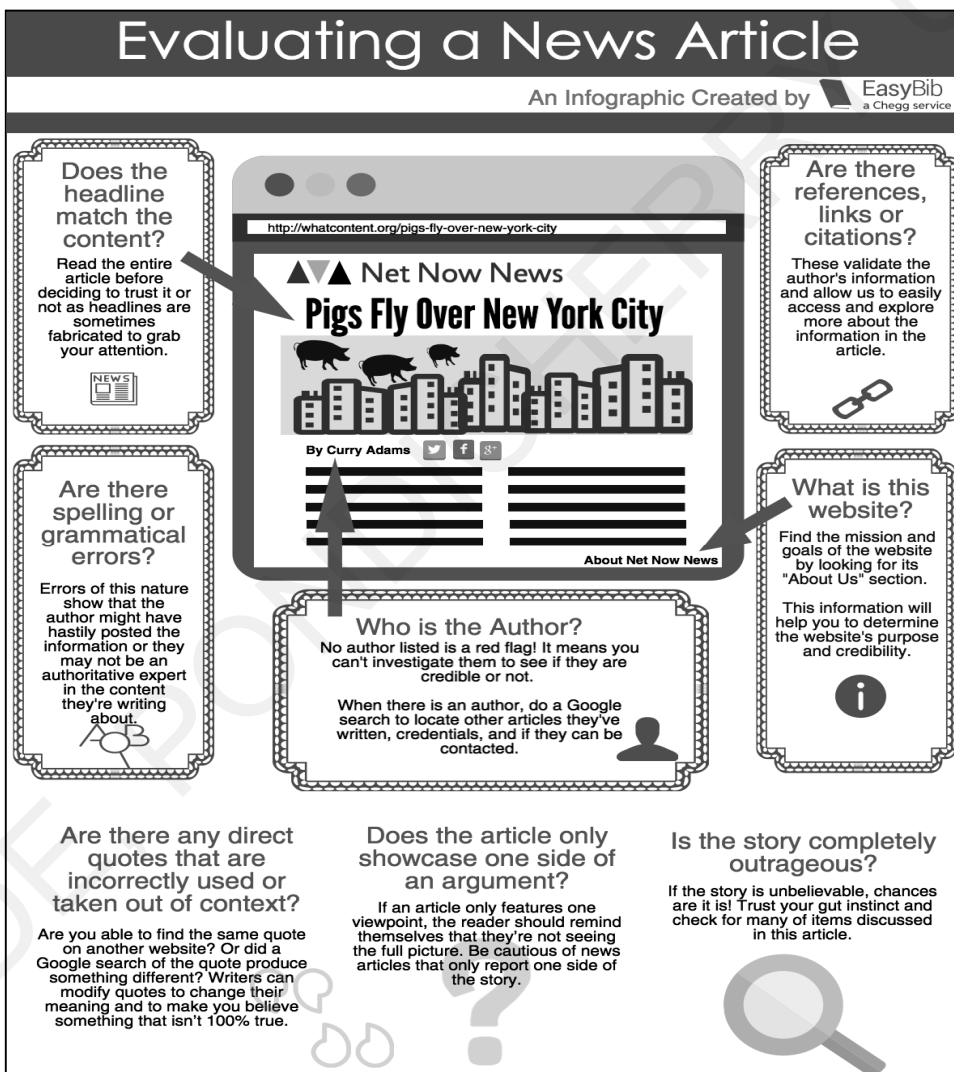 Evaluating a News Article
An Infographic Created by
EasyBib
a Chegg service
Does the
headline
match the
content?
Read the entire
article before
deciding to trust it or
not as headlines are
sometimes
fabricated to grab
your attention.
NEWS
http://whatcontent.org/pigs-fly-over-new-york-city
Net Now News
Pigs Fly Over New York City
By Curry Adams
About Net Now News
Are there
references,
links or
citations?
These validate the
author's information
and allow us to easily
access and explore
more about the
information in the
article.
Are there
spelling or
grammatical
errors?
Errors of this nature
show that the
author might have
hastily posted the
information or they
may not be an
authoritative expert
in the content
they're writing
about.
A B
Who is the Author?
No author listed is a red flag! It means you
can't investigate them to see if they are
credible or not.
When there is an author, do a Google
search to locate other articles they've
written, credentials, and if they can be
contacted.
What is this
website?
Find the mission and
goals of the website
by looking for its
"About Us" section.
This information will
help you to determine
the website's purpose
and credibility.
i
Are there any direct
quotes that are
incorrectly used or
taken out of context?
Are you able to find the same quote
on another website? Or did a
Google search of the quote produce
something different? Writers can
modify quotes to change their
meaning and to make you believe
something that isn't 100% true.
Does the article only
showcase one side of
an argument?
If an article only features one
viewpoint, the reader should remind
themselves that they're not seeing
the full picture. Be cautious of news
articles that only report one side of
the story.
?
Is the story completely
outrageous?
If the story is unbelievable, chances
are it is! Trust your gut instinct and
check for many of items discussed
in this article.